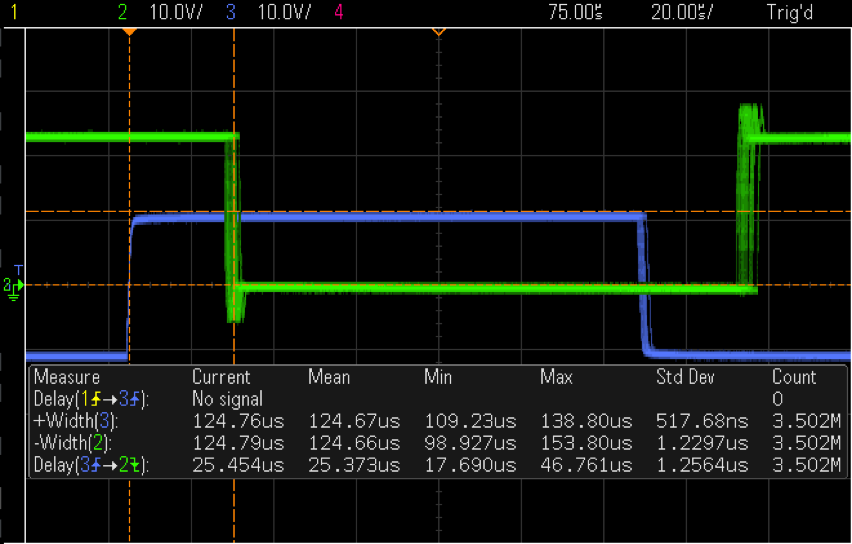 1 2 10.0V/ 3 10.0V/ 4 75.00µs 20.00µs/ Trig'd
T
2
Measure Current Mean Min Max Std Dev Count
Delay(1→3): No signal 0
+Width(3): 124.76us 124.67us 109.23us 138.80us 517.68ns 3.502M
-Width(2): 124.79us 124.66us 98.927us 153.80us 1.2297us 3.502M
Delay(3→2): 25.454us 25.373us 17.690us 46.761us 1.2564us 3.502M